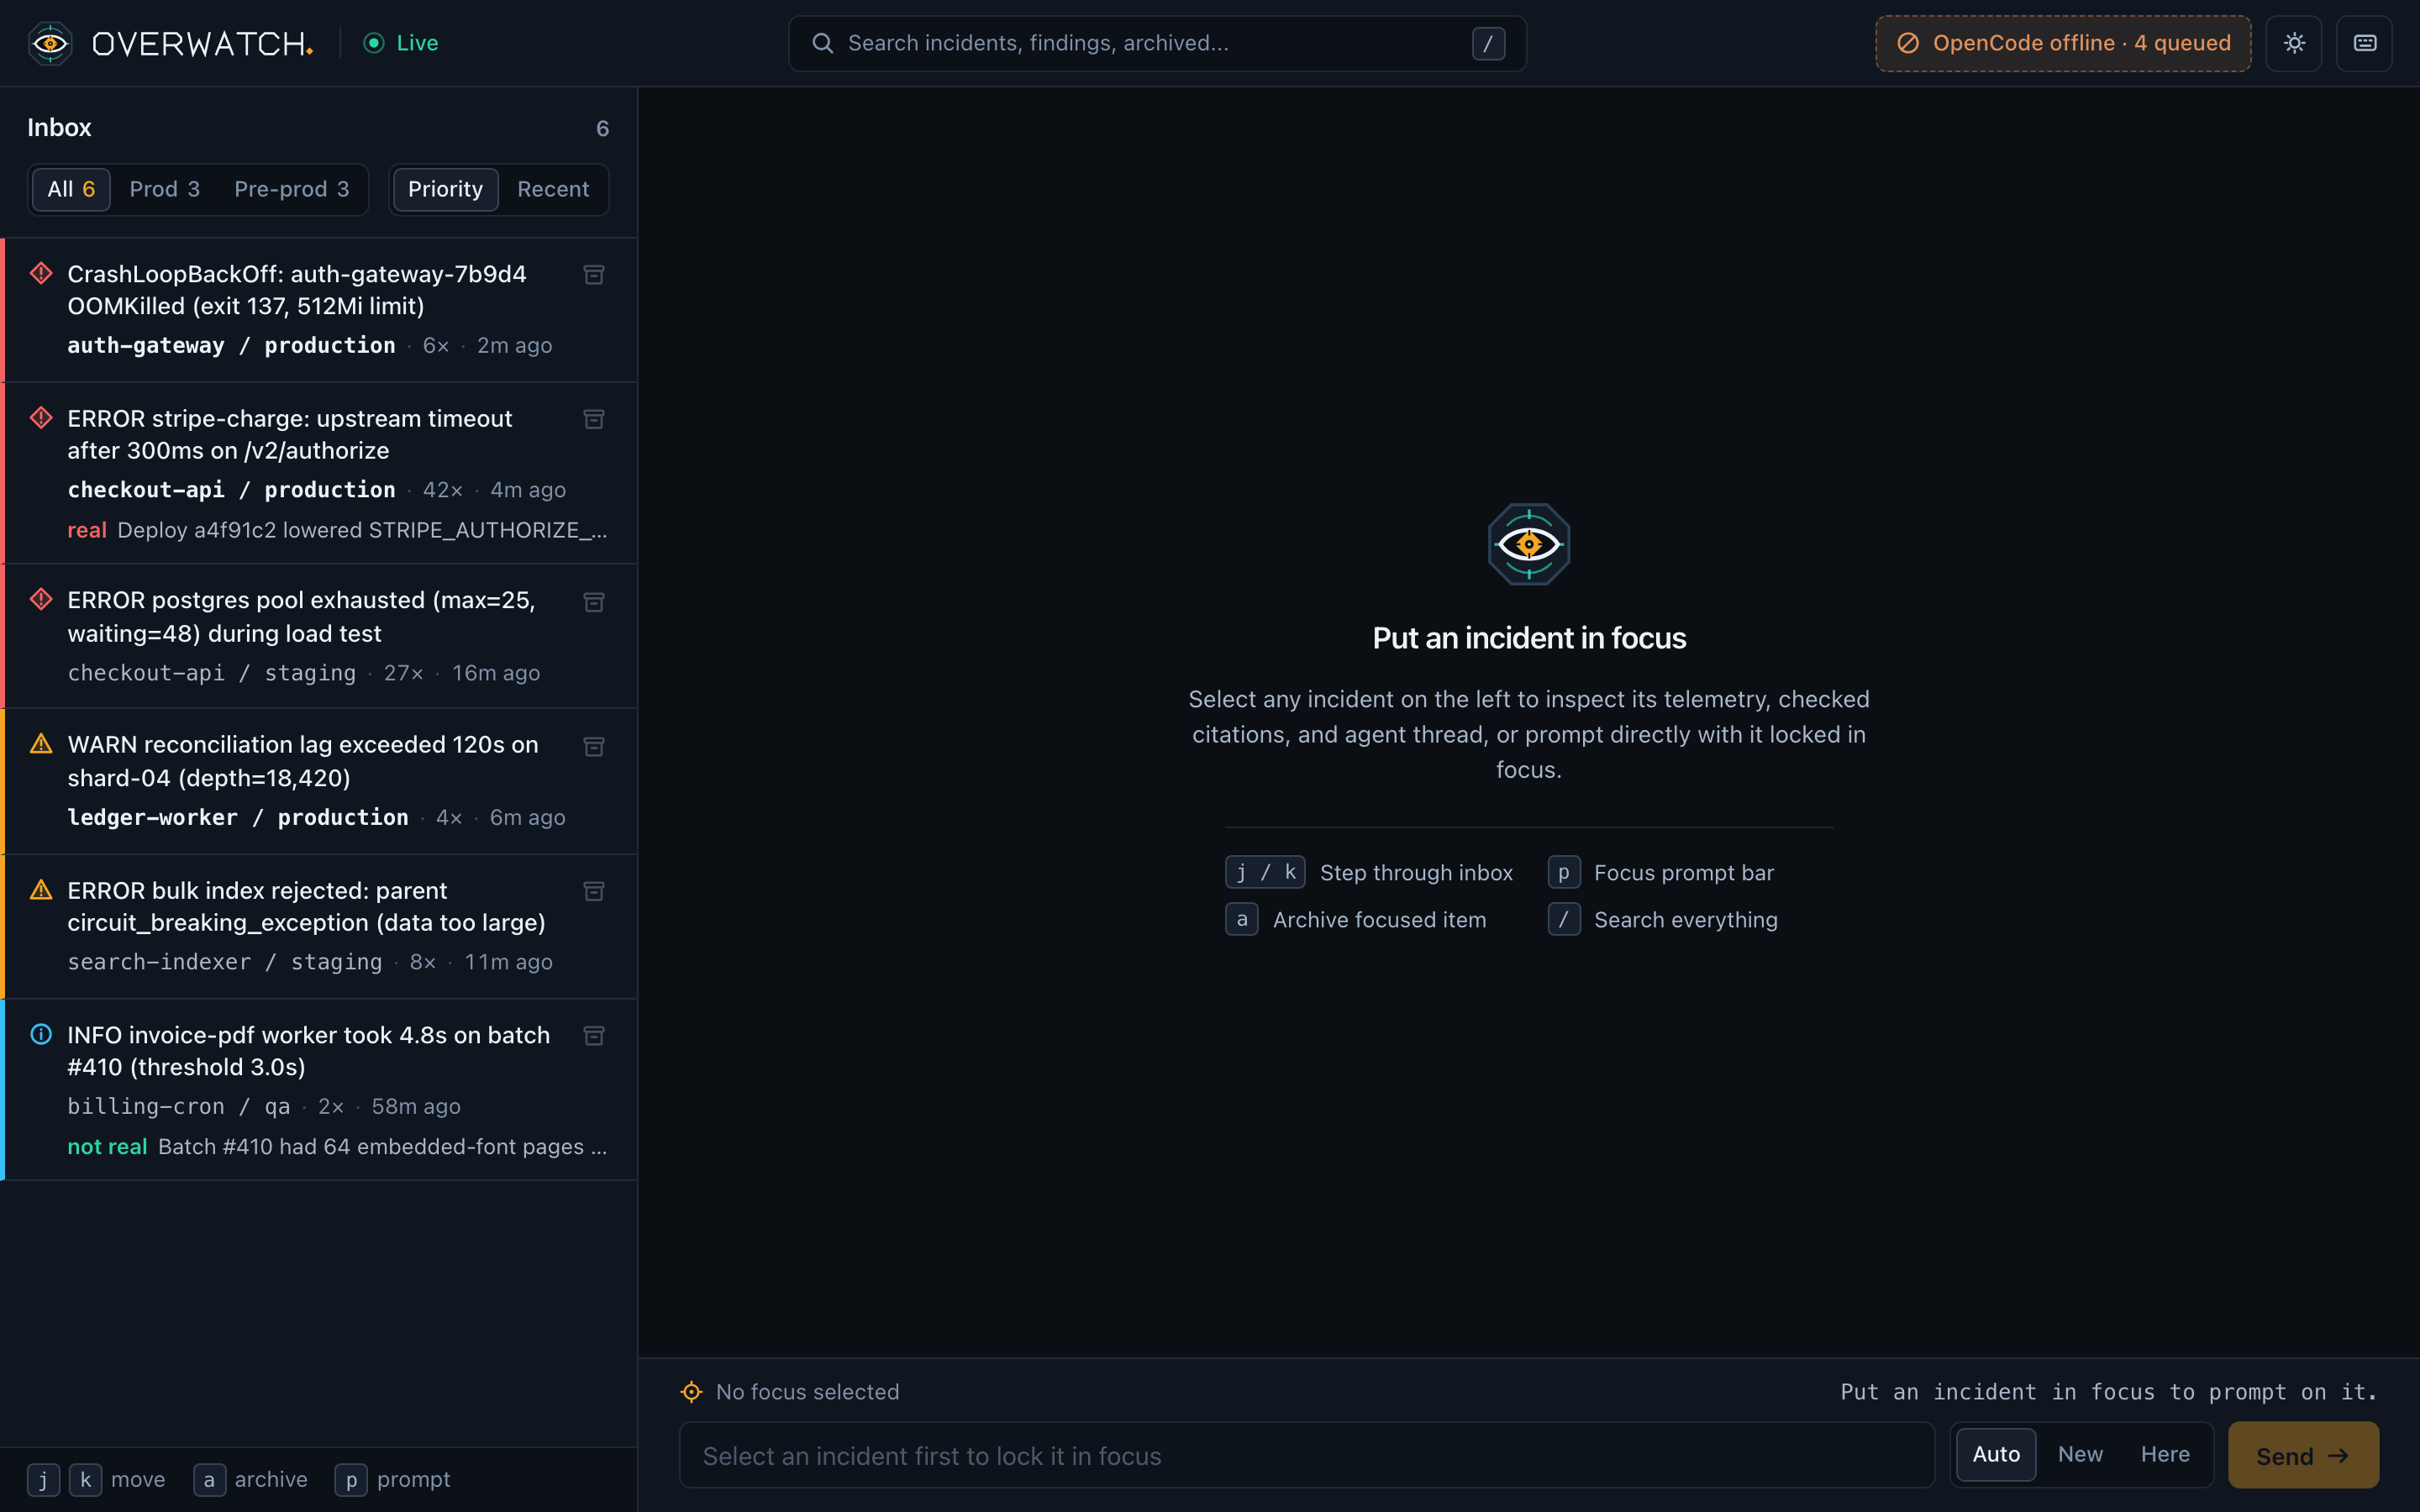 OVERWATCH.
Live
Search incidents, findings, archived...
/
OpenCode offline · 4 queued
Inbox
6
All 6
Prod 3
Pre-prod 3
Priority
Recent
CrashLoopBackOff: auth-gateway-7b9d4
OOMKilled (exit 137, 512Mi limit)
auth-gateway / production · 6× · 2m ago
ERROR stripe-charge: upstream timeout
after 300ms on /v2/authorize
checkout-api / production · 42× · 4m ago
real Deploy a4f91c2 lowered STRIPE_AUTHORIZE_...
ERROR postgres pool exhausted (max=25,
waiting=48) during load test
checkout-api / staging · 27× · 16m ago
WARN reconciliation lag exceeded 120s on
shard-04 (depth=18,420)
ledger-worker / production · 4× · 6m ago
ERROR bulk index rejected: parent
circuit_breaking_exception (data too large)
search-indexer / staging · 8× · 11m ago
INFO invoice-pdf worker took 4.8s on batch
#410 (threshold 3.0s)
billing-cron / qa · 2× · 58m ago
not real Batch #410 had 64 embedded-font pages ...
j k move a archive p prompt
Put an incident in focus
Select any incident on the left to inspect its telemetry, checked
citations, and agent thread, or prompt directly with it locked in
focus.
j / k Step through inbox
p Focus prompt bar
a Archive focused item
/ Search everything
No focus selected
Put an incident in focus to prompt on it.
Select an incident first to lock it in focus
Auto
New
Here
Send →